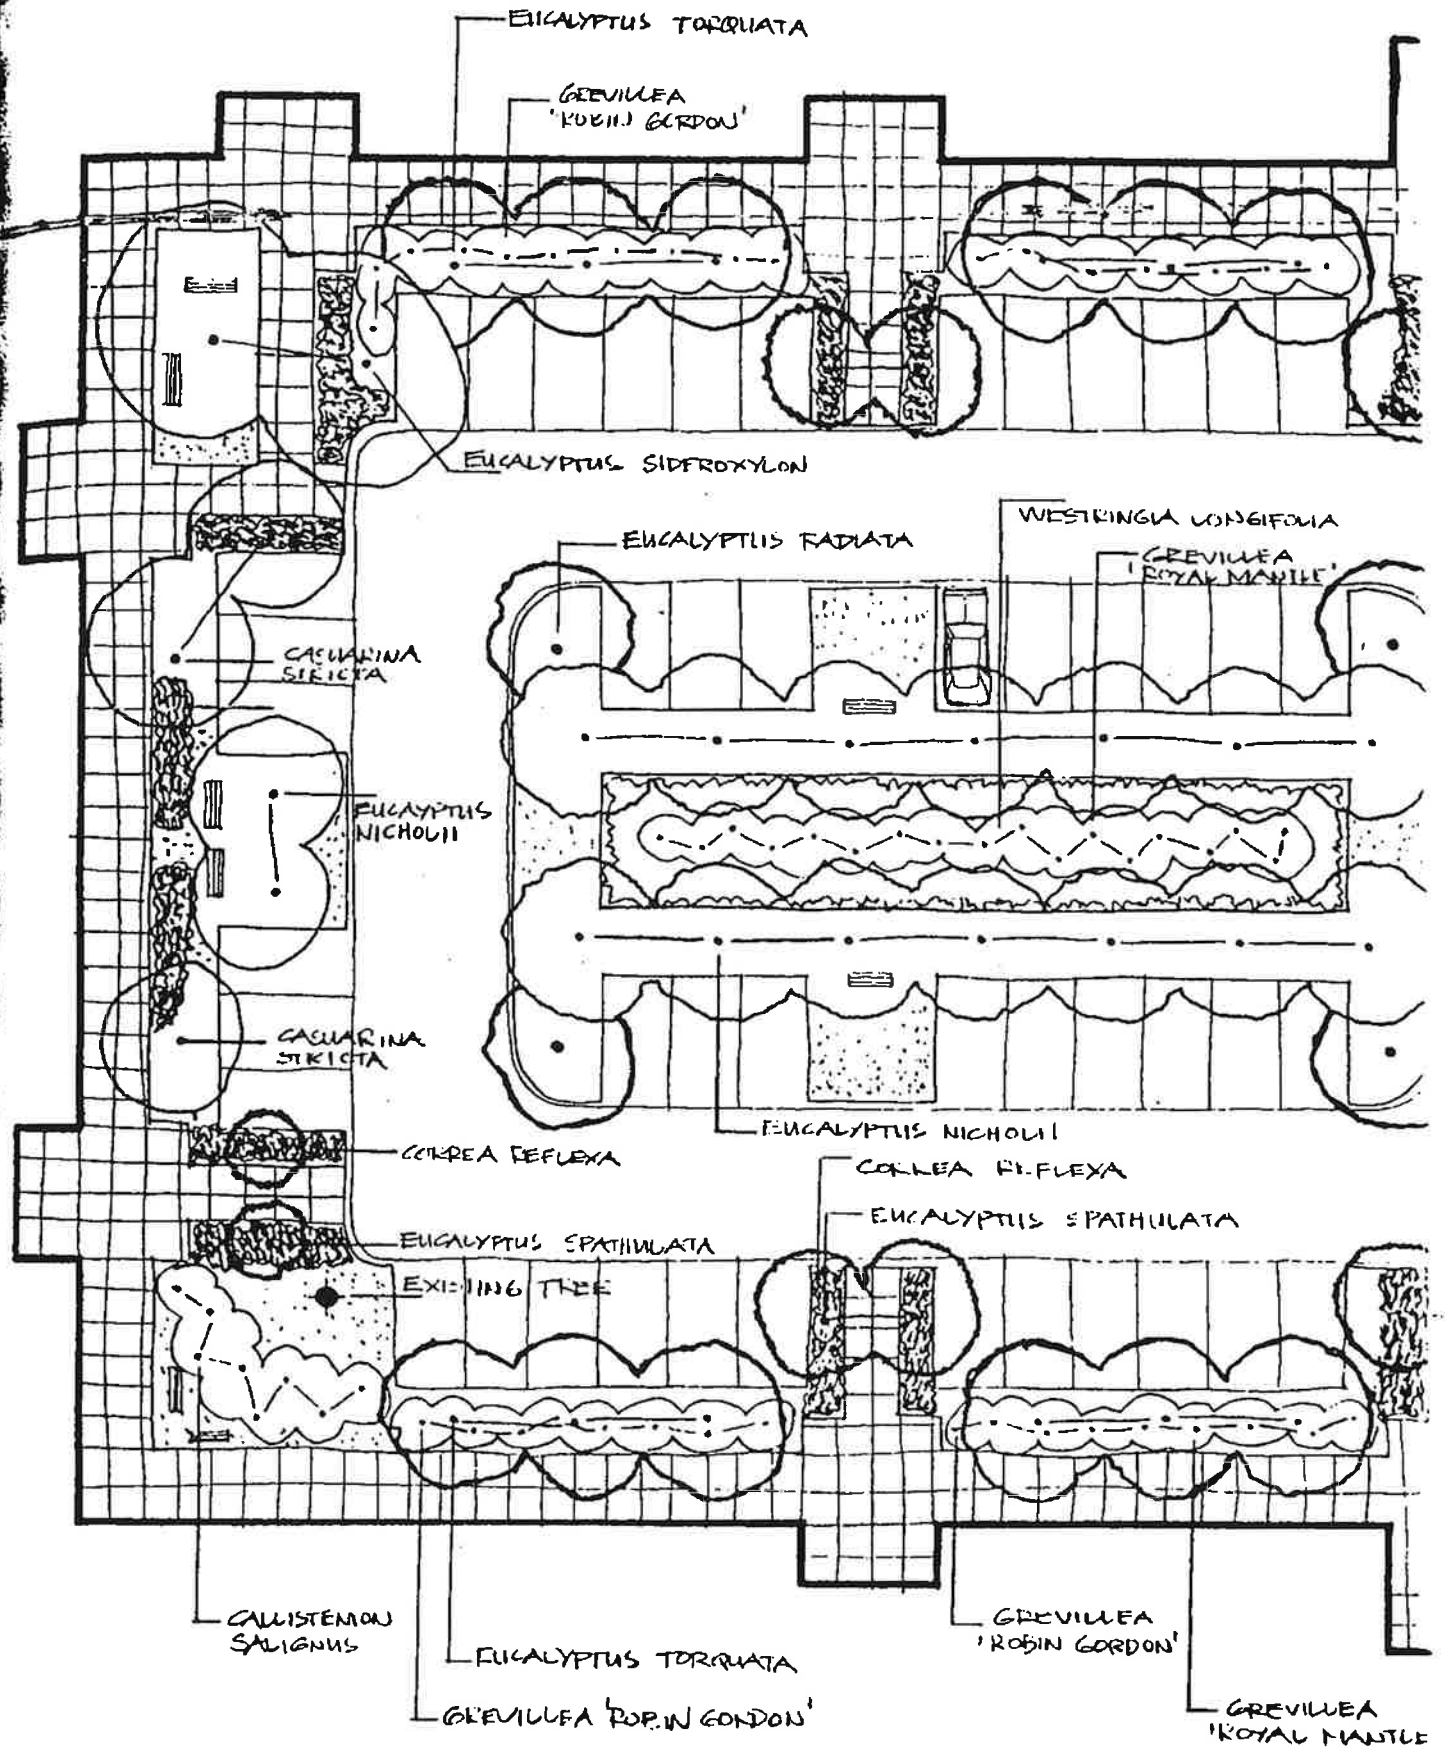 EUCALYPTUS TORQUATA
GREVILLEA
'ROBIN GORDON'
EUCALYPTUS SIDEROXYLON
WESTRINGIA LONGIFOLIA
EUCALYPTUS RADIATA
GREVILLEA
'ROYAL MANTLE'
CASUARINA
STRICTA
EUCAYPTUS
NICHOLII
CASUARINA
STRICTA
EUCALYPTUS NICHOLII
CORREA REFLEXA
CORREA REFLEXA
EUCALYPTUS SPATHULATA
EUCALYPTUS SPATHULATA
EXISTING TREE
CALLISTEMON
SALIGNUS
GREVILLEA
'ROBIN GORDON'
EUCALYPTUS TORQUATA
GREVILLEA 'ROBIN GORDON'
GREVILLEA
'ROYAL MANTLE